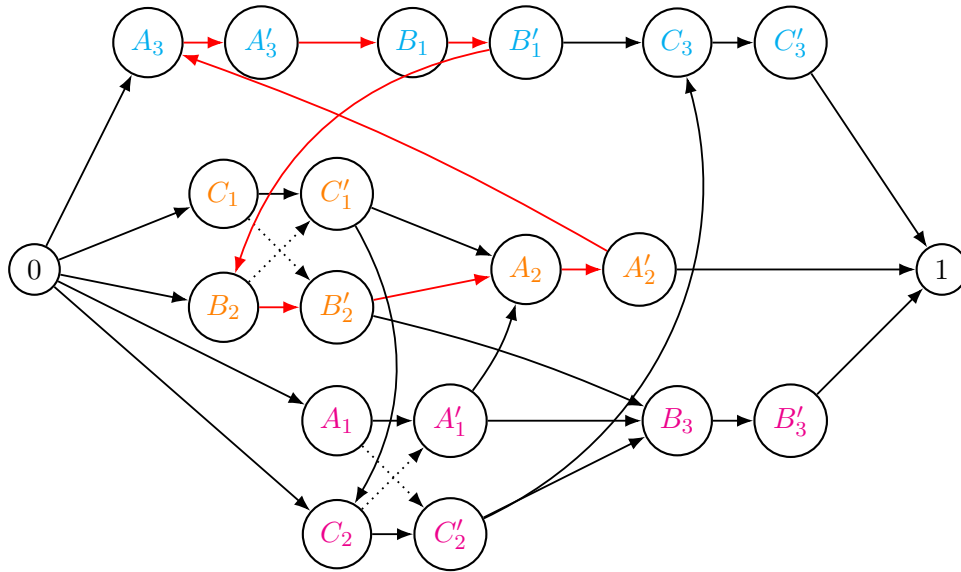 A₃ A′₃ B₁ B′₁ C₃ C′₃
C₁ C′₁
0 A₂ A′₂ 1
B₂ B′₂
A₁ A′₁ B₃ B′₃
C₂ C′₂